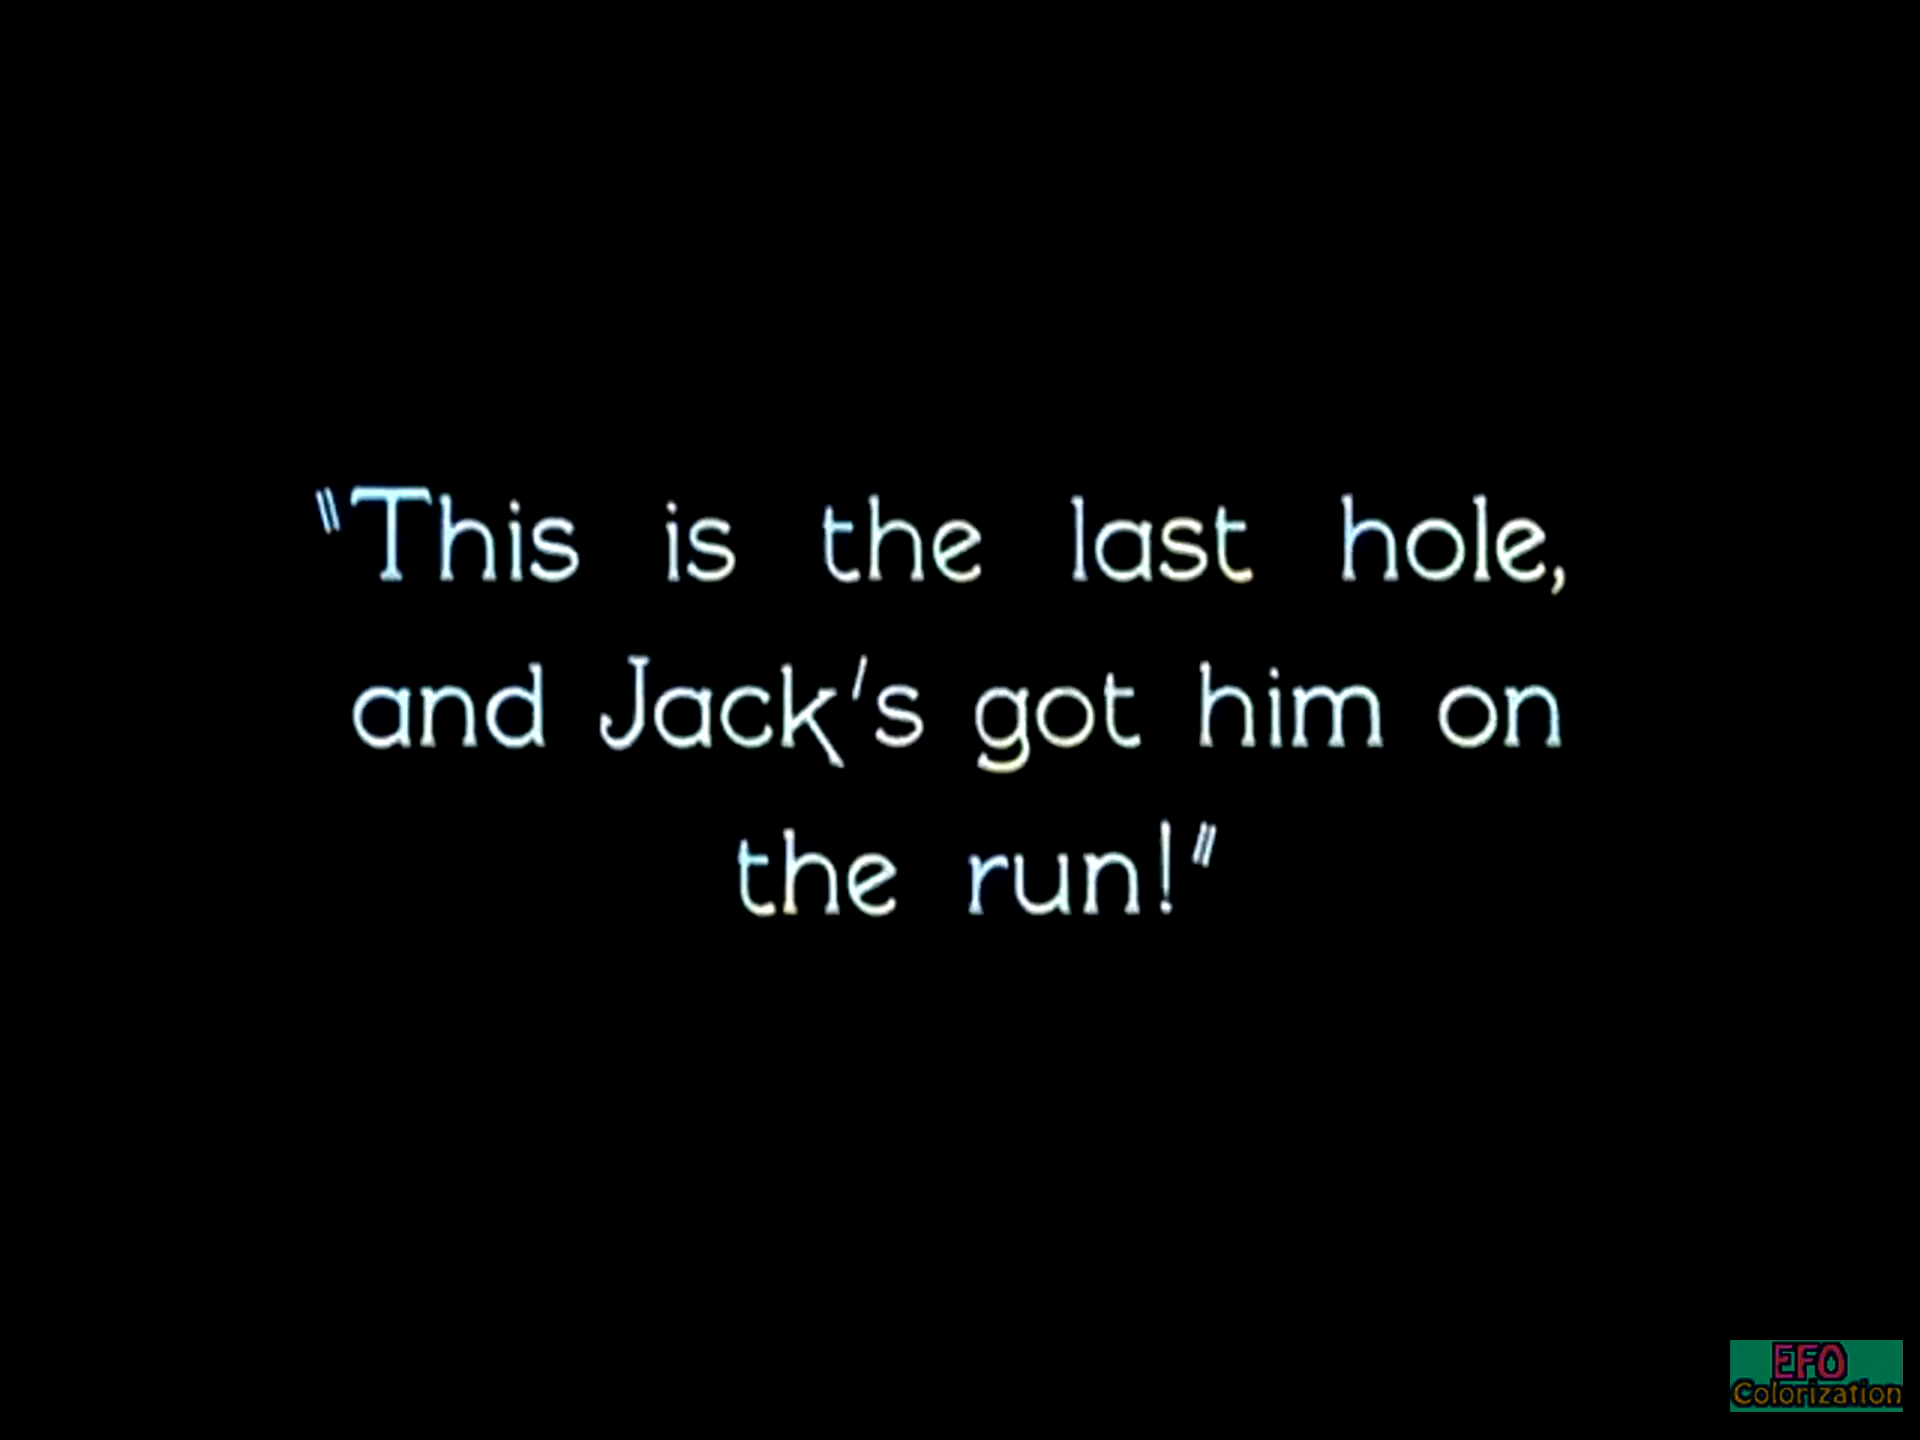 "This is the last hole,
and Jack's got him on
the run!"
EFO
Colorization